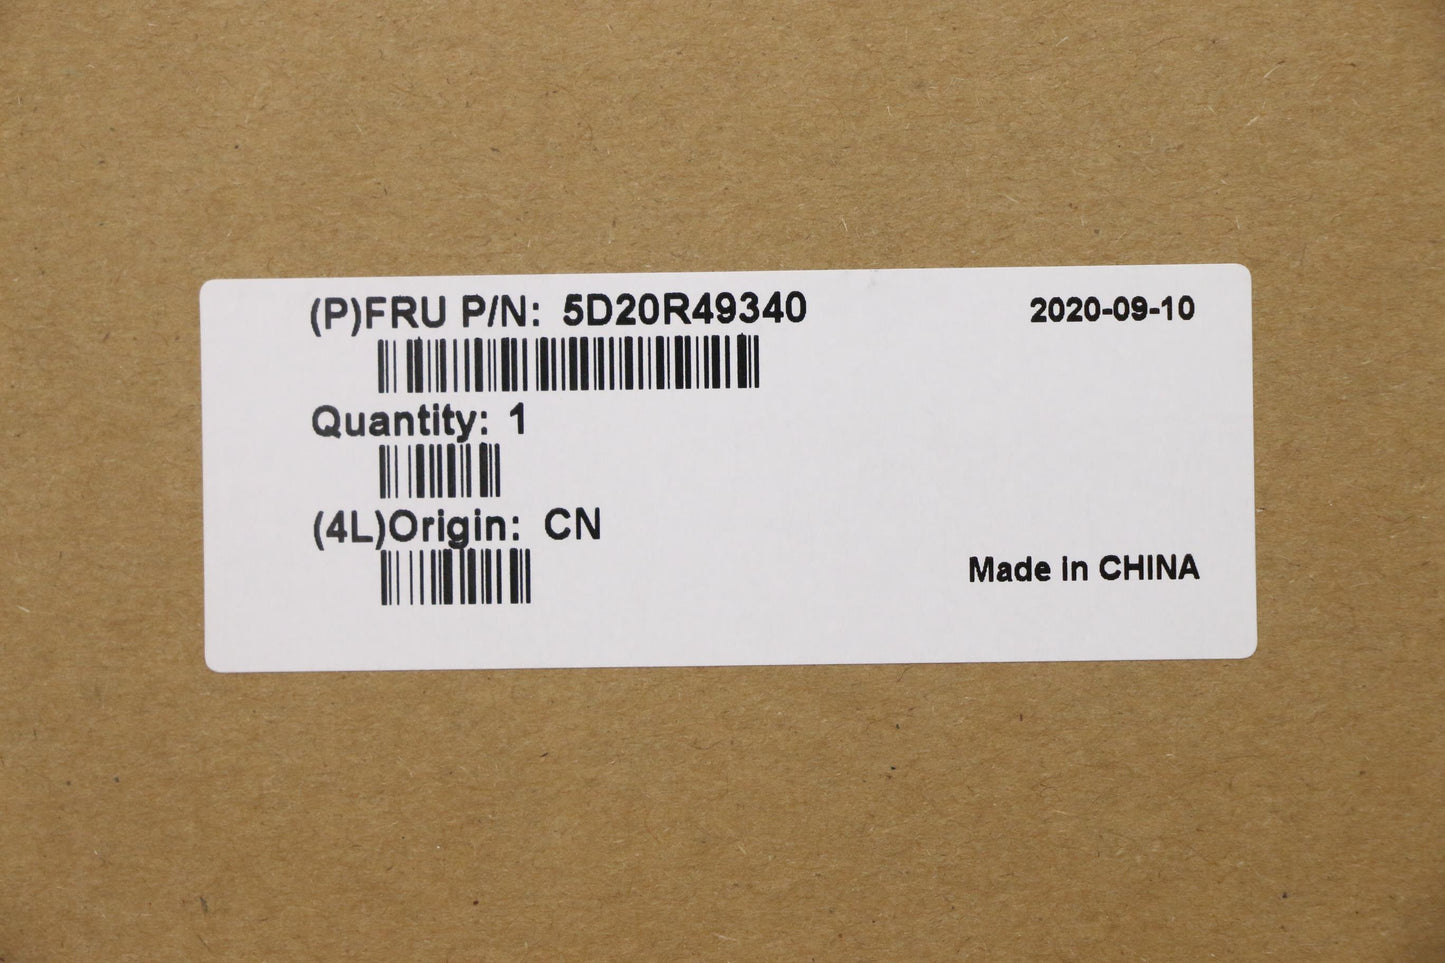 (P)FRU P/N: 5D20R49340
2020-09-10
Quantity: 1
(4L)Origin: CN
Made in CHINA